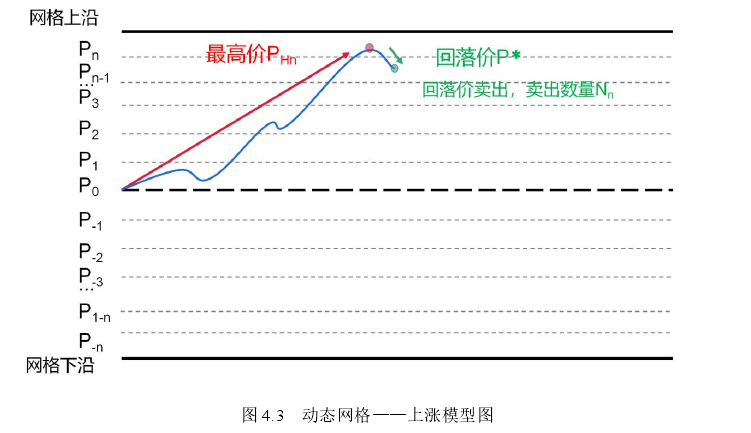 网格上沿
Pn
最高价PHn
回落价P*
Pn-1
...
回落价卖出，卖出数量Nn
P3
P2
P1
P0
P-1
P-2
P-3
...
P1-n
P-n
网格下沿
图 4.3 动态网格——上涨模型图